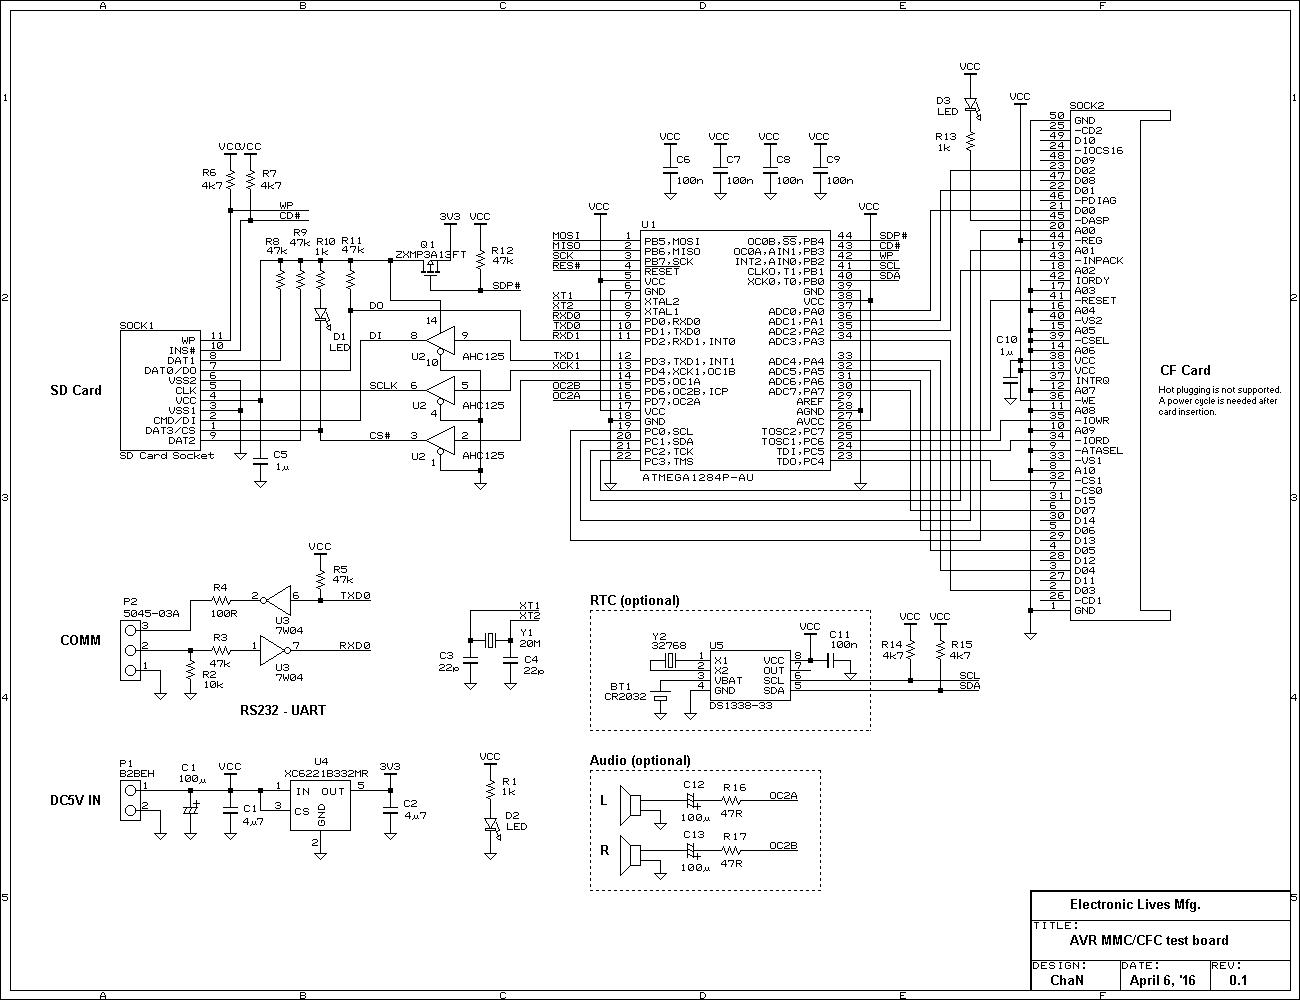 A B C D E F
1
2
3
4
5
VCC
VCC
R6
4k7
R7
4k7
WP
CD#
R8
47k
R9
47k
R10
1k
R11
47k
D1
LED
3V3
VCC
Q1
ZXMP3A13FT
R12
47k
SDP#
DO
DI
SCLK
CS#
14
8
9
U2
10
AHC125
6
5
U2
4
AHC125
3
2
U2
1
AHC125
SD Card
SOCK1
WP 11
INS# 10
DAT1 8
DAT0/DO 7
VSS2 6
CLK 5
VCC 4
VSS1 3
CMD/DI 2
DAT3/CS 1
DAT2 9
SD Card Socket
C5
1µ
VCC
C6
100n
VCC
C7
100n
VCC
C8
100n
VCC
C9
100n
VCC
VCC
U1
MOSI 1 PB5,MOSI
MISO 2 PB6,MISO
SCK 3 PB7,SCK
RES# 4 RESET
5 VCC
6 GND
XT1 7 XTAL2
XT2 8 XTAL1
RXD0 9 PD0,RXD0
TXD0 10 PD1,TXD0
RXD1 11 PD2,RXD1,INT0
TXD1 12 PD3,TXD1,INT1
XCK1 13 PD4,XCK1,OC1B
14 PD5,OC1A
OC2B 15 PD6,OC2B,ICP
OC2A 16 PD7,OC2A
17 VCC
18 GND
19 PC0,SCL
20 PC1,SDA
21 PC2,TCK
22 PC3,TMS
OC0B,SS,PB4 44 SDP#
OC0A,AIN1,PB3 43 CD#
INT2,AIN0,PB2 42 WP
CLKO,T1,PB1 41 SCL
XCK0,T0,PB0 40 SDA
GND 39
VCC 38
ADC0,PA0 37
ADC1,PA1 36
ADC2,PA2 35
ADC3,PA3 34
ADC4,PA4 33
ADC5,PA5 32
ADC6,PA6 31
ADC7,PA7 30
AREF 29
AGND 28
AVCC 27
TOSC2,PC7 26
TOSC1,PC6 25
TDI,PC5 24
TDO,PC4 23
ATMEGA1284P-AU
VCC
D3
LED
R13
1k
VCC
C10
1µ
SOCK2
50 GND
25 -CD2
49 D10
24 -IOCS16
48 D09
23 D02
47 D08
22 D01
46 -PDIAG
21 D00
45 -DASP
20 A00
44 -REG
19 A01
43 -INPACK
18 A02
42 IORDY
17 A03
41 -RESET
16 A04
40 -VS2
15 A05
39 -CSEL
14 A06
38 VCC
13 VCC
37 INTRQ
12 A07
36 -WE
11 A08
35 -IOWR
10 A09
34 -IORD
9 -ATASEL
33 -VS1
8 A10
32 -CS1
7 -CS0
31 D15
6 D07
30 D14
5 D06
29 D13
4 D05
28 D12
3 D04
27 D11
2 D03
26 -CD1
1 GND
CF Card
Hot plugging is not supported.
A power cycle is needed after
card insertion.
VCC
R5
47k
TXD0
R4
100R
2
6
U3
7W04
P2
5045-03A
3
2
1
COMM
R3
47k
1
7
RXD0
U3
7W04
R2
10k
RS232 - UART
XT1
XT2
Y1
20M
C3
22p
C4
22p
RTC (optional)
Y2
32768
U5
1 X1
2 X2
3 VBAT
4 GND
VCC 8
OUT 7
SCL 6
SDA 5
DS1338-33
BT1
CR2032
VCC
C11
100n
VCC
VCC
R14
4k7
R15
4k7
SCL
SDA
DC5V IN
P1
B2BEH
1
2
C1
100µ
VCC
C1
4µ7
U4
XC6221B332MR
1 IN OUT 5
3 CS
GND
2
3V3
C2
4µ7
VCC
R1
1k
D2
LED
Audio (optional)
L
C12
100µ
R16
47R
OC2A
R
C13
100µ
R17
47R
OC2B
Electronic Lives Mfg.
TITLE:
AVR MMC/CFC test board
DESIGN:
ChaN
DATE:
April 6, '16
REV:
0.1
1
2
3
4
5
A B C D E F